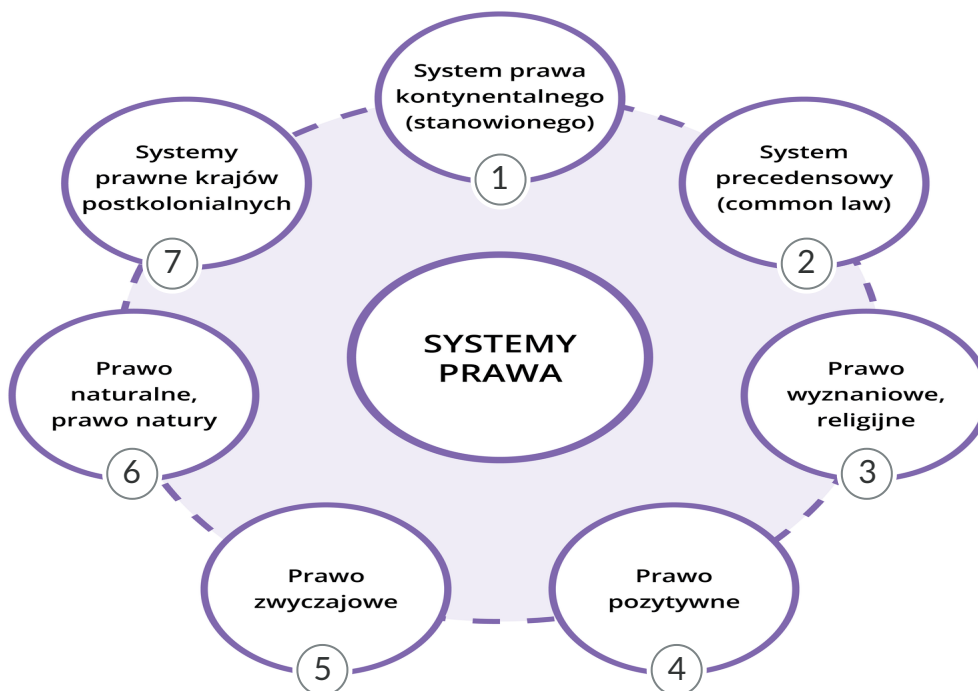 System prawa
kontynentalnego
(stanowionego)
1
System
precedensowy
(common law)
2
Prawo
wyznaniowe,
religijne
3
Prawo
pozytywne
4
Prawo
zwyczajowe
5
Prawo
naturalne,
prawo natury
6
Systemy
prawne krajów
postkolonialnych
7
SYSTEMY
PRAWA